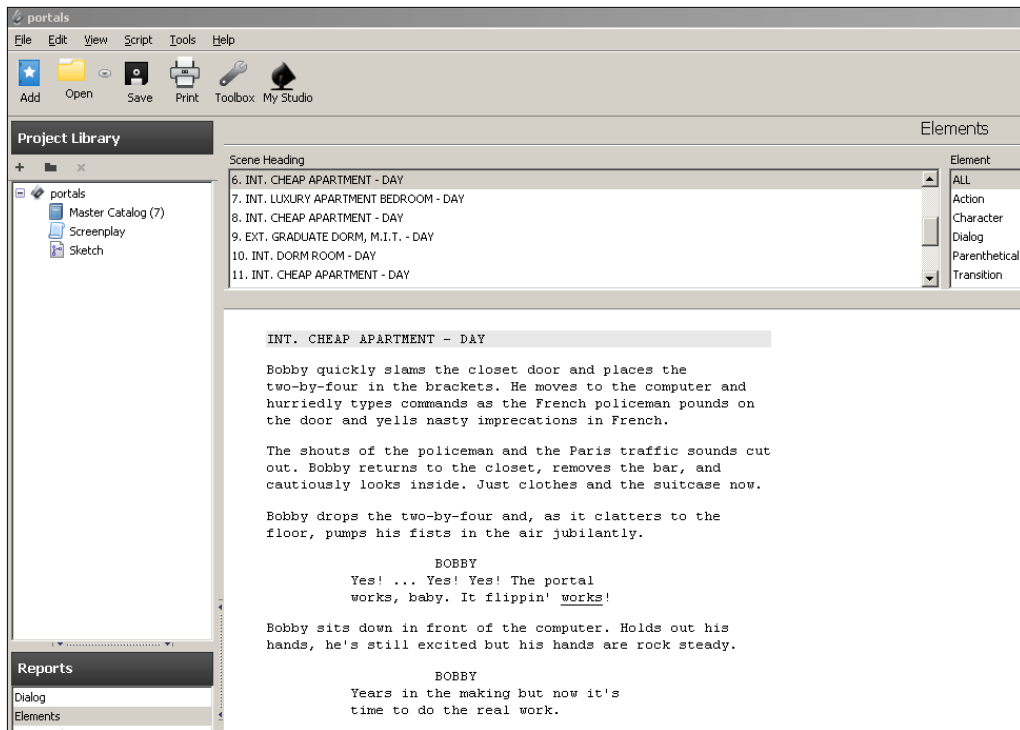 portals
File Edit View Script Tools Help
Add Open Save Print Toolbox My Studio
Project Library
Elements
portals
Master Catalog (7)
Screenplay
Sketch
Scene Heading
6. INT. CHEAP APARTMENT - DAY
7. INT. LUXURY APARTMENT BEDROOM - DAY
8. INT. CHEAP APARTMENT - DAY
9. EXT. GRADUATE DORM, M.I.T. - DAY
10. INT. DORM ROOM - DAY
11. INT. CHEAP APARTMENT - DAY
Element
ALL
Action
Character
Dialog
Parenthetical
Transition
INT. CHEAP APARTMENT - DAY
Bobby quickly slams the closet door and places the
two-by-four in the brackets. He moves to the computer and
hurriedly types commands as the French policeman pounds on
the door and yells nasty imprecations in French.
The shouts of the policeman and the Paris traffic sounds cut
out. Bobby returns to the closet, removes the bar, and
cautiously looks inside. Just clothes and the suitcase now.
Bobby drops the two-by-four and, as it clatters to the
floor, pumps his fists in the air jubilantly.
BOBBY
Yes! ... Yes! Yes! The portal
works, baby. It flippin' works!
Bobby sits down in front of the computer. Holds out his
hands, he's still excited but his hands are rock steady.
BOBBY
Years in the making but now it's
time to do the real work.
Reports
Dialog
Elements